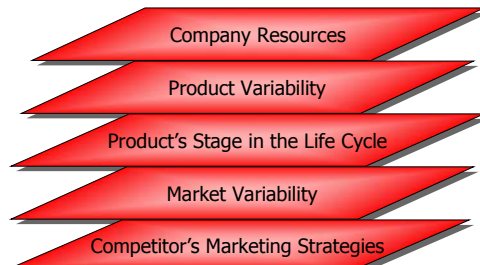 Company Resources
Product Variability
Product’s Stage in the Life Cycle
Market Variability
Competitor’s Marketing Strategies